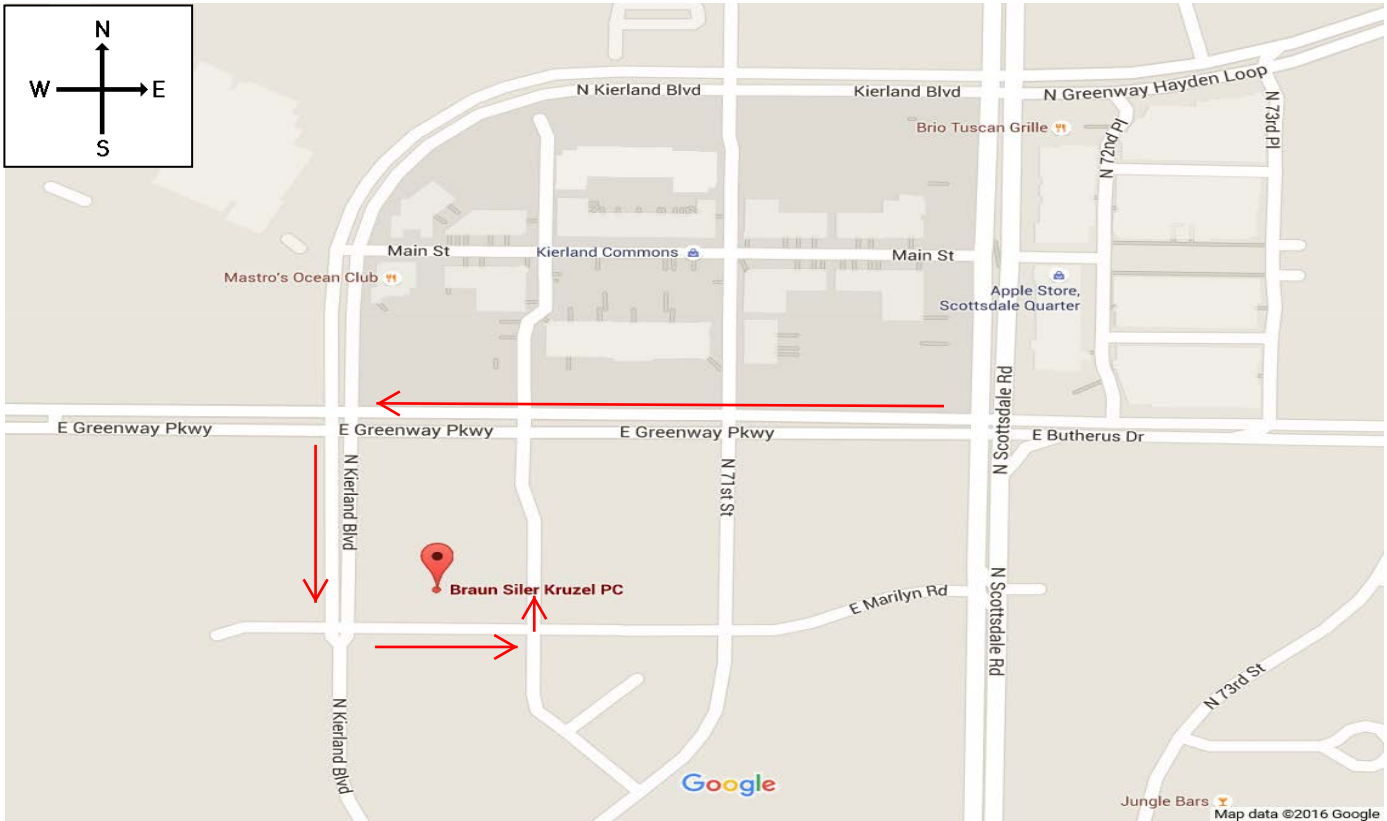 N
W E
S
N Kierland Blvd
Kierland Blvd
N Greenway Hayden Loop
Brio Tuscan Grille
N 72nd Pl
N 73rd Pl
Main St
Kierland Commons
Main St
Mastro's Ocean Club
Apple Store,
Scottsdale Quarter
N Scottsdale Rd
E Greenway Pkwy
E Greenway Pkwy
E Greenway Pkwy
E Butherus Dr
N Kierland Blvd
N 71st St
Braun Siler Kruzel PC
E Marilyn Rd
N Scottsdale Rd
N 73rd St
N Kierland Blvd
Google
Jungle Bars
Map data ©2016 Google